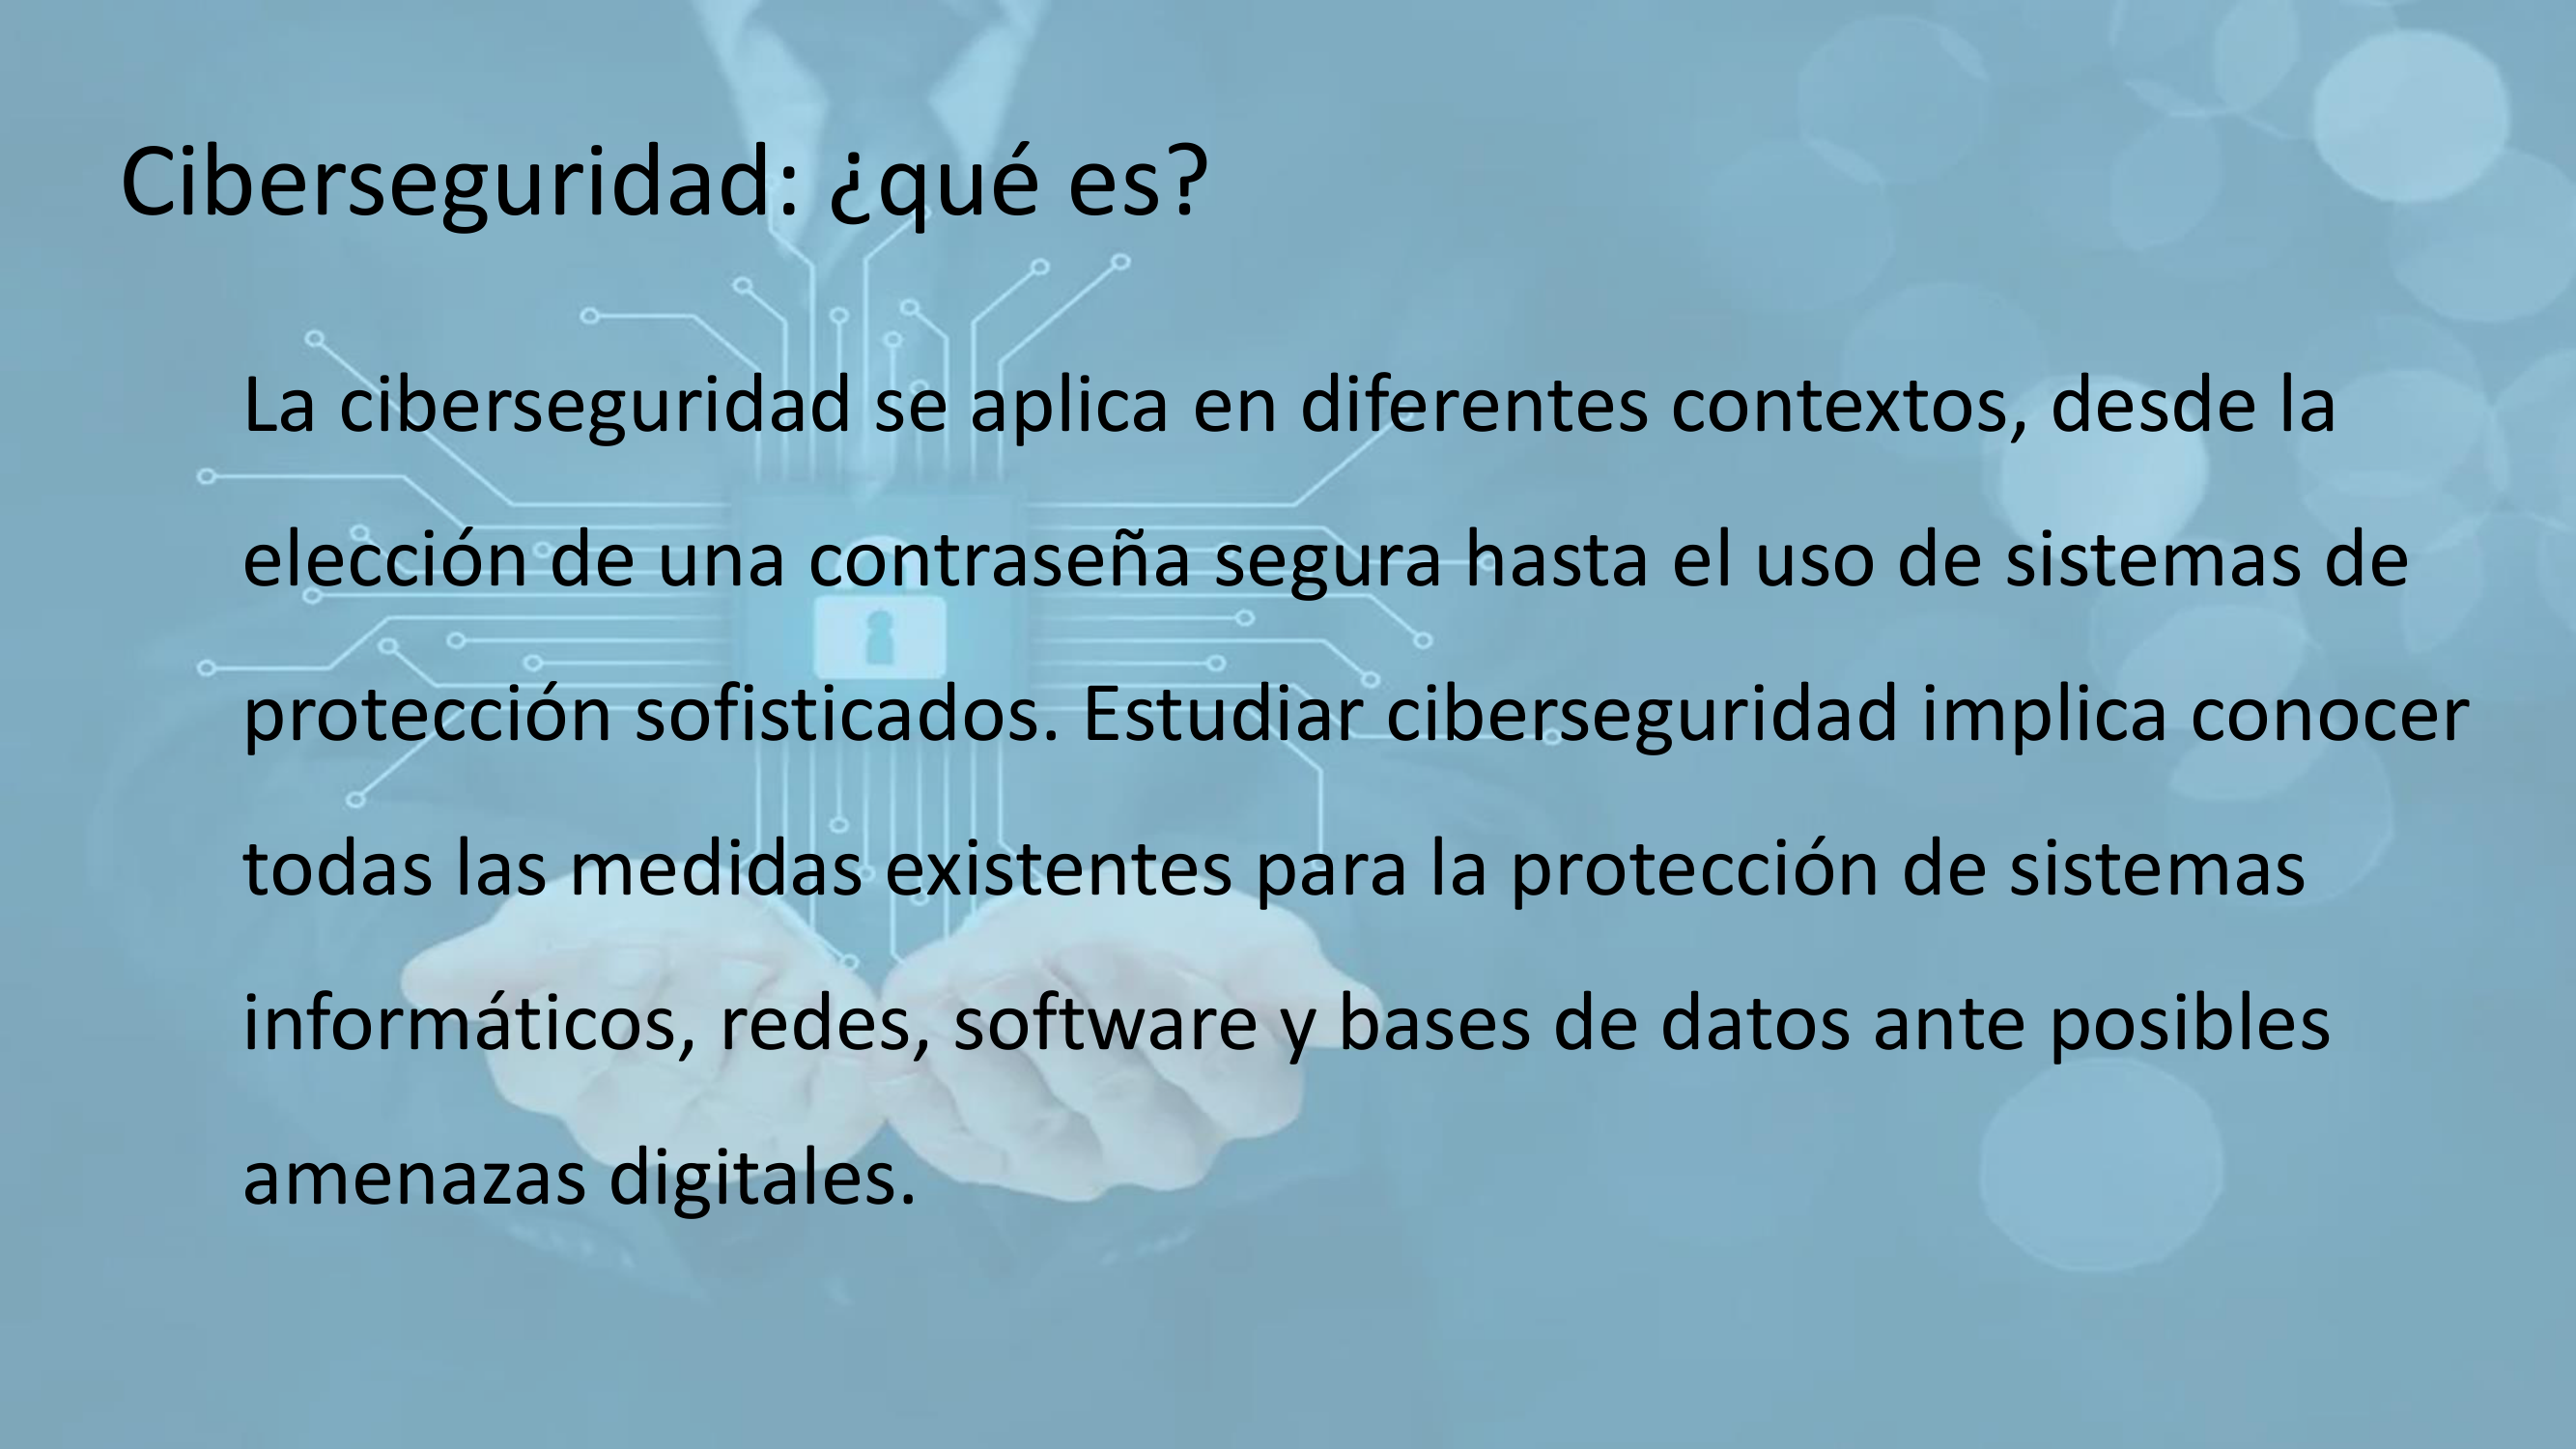 Ciberseguridad: ¿qué es?
La ciberseguridad se aplica en diferentes contextos, desde la
elección de una contraseña segura hasta el uso de sistemas de
protección sofisticados. Estudiar ciberseguridad implica conocer
todas las medidas existentes para la protección de sistemas
informáticos, redes, software y bases de datos ante posibles
amenazas digitales.